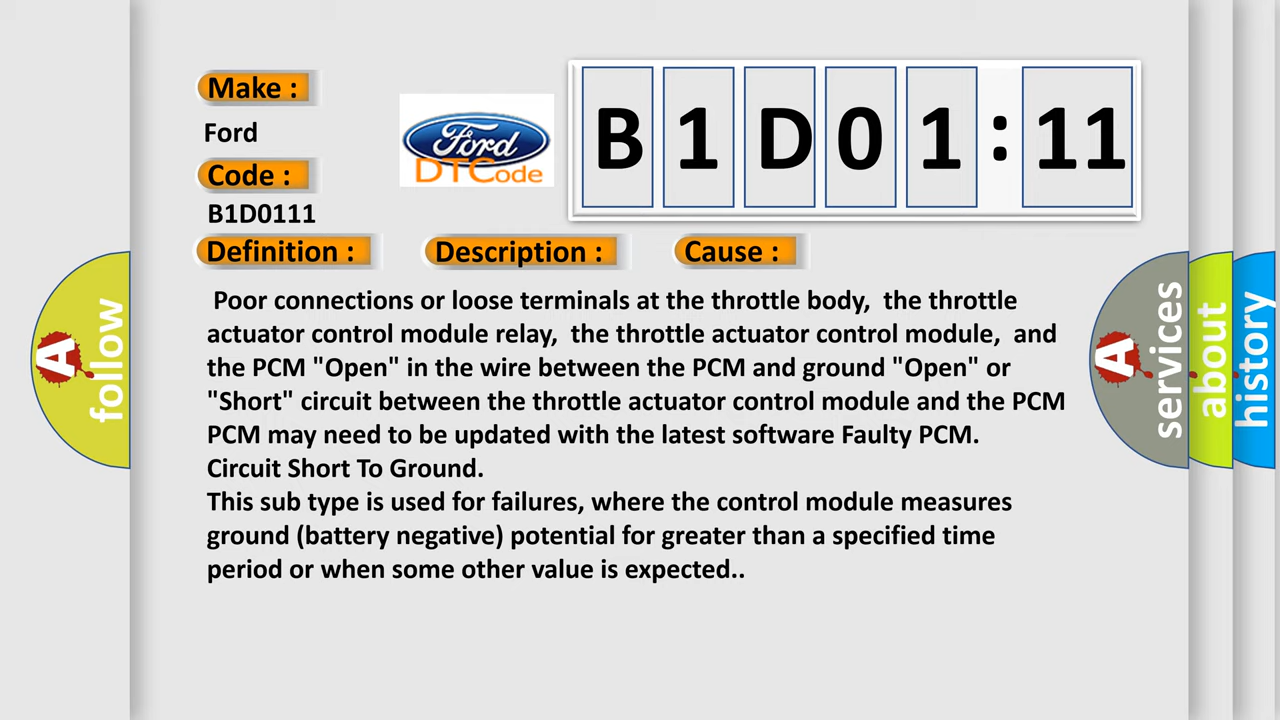 Make :
Ford
Code :
B1D0111
Ford
DTCode
B1D01:11
Definition :
Description :
Cause :
Poor connections or loose terminals at the throttle body,  the throttle
actuator control module relay,  the throttle actuator control module,  and
the PCM "Open" in the wire between the PCM and ground "Open" or
"Short" circuit between the throttle actuator control module and the PCM
PCM may need to be updated with the latest software Faulty PCM.
Circuit Short To Ground.
This sub type is used for failures, where the control module measures
ground (battery negative) potential for greater than a specified time
period or when some other value is expected..
A
follow
A
services
about
history